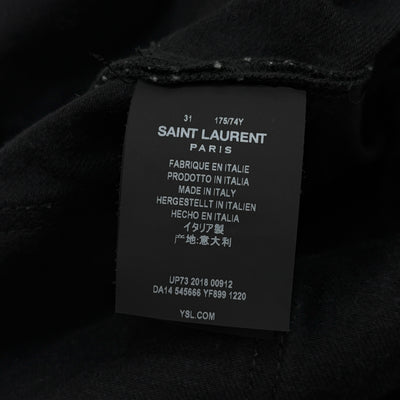 31 175/74Y
SAINT LAURENT
PARIS
FABRIQUE EN ITALIE
PRODOTTO IN ITALIA
MADE IN ITALY
HERGESTELLT IN ITALIEN
HECHO EN ITALIA
イタリア製
产地:意大利
UP73 2018 00912
DA14 545666 YF899 1220
YSL.COM